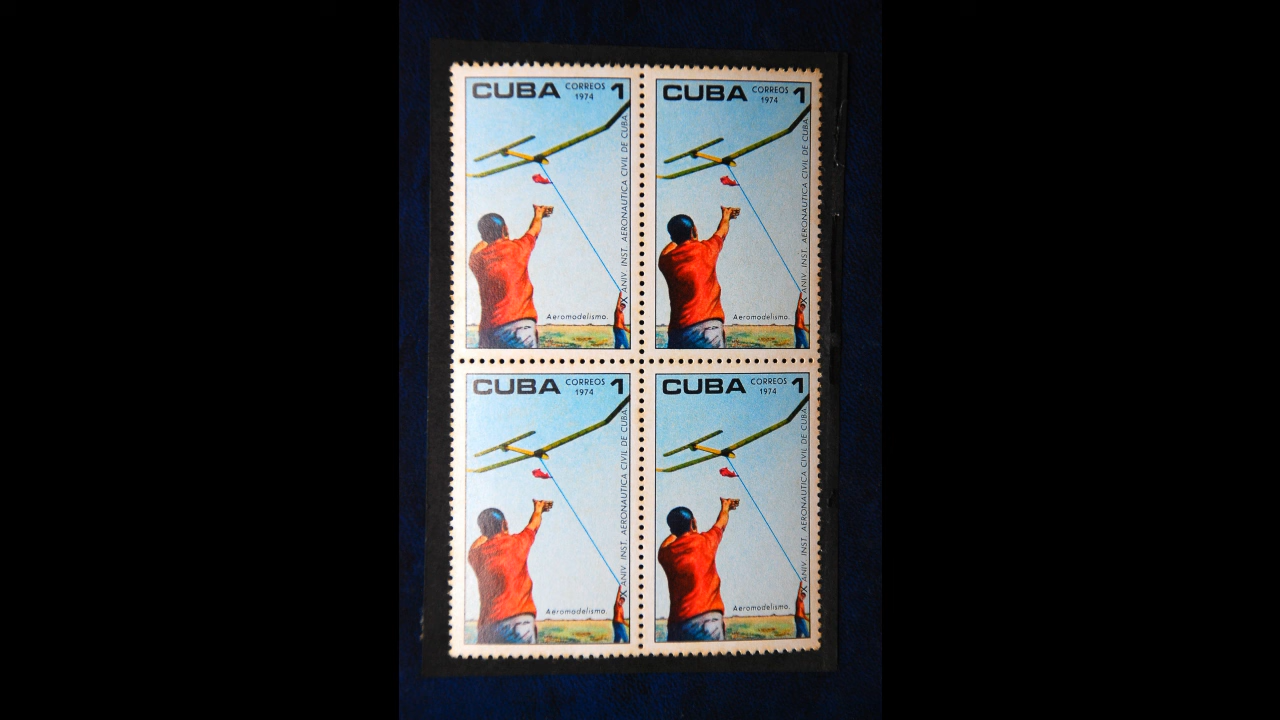 CUBA CORREOS 1974 1
X ANIV. INST. AERONAUTICA CIVIL DE CUBA.
Aeromodelismo.
CUBA CORREOS 1974 1
X ANIV. INST. AERONAUTICA CIVIL DE CUBA.
Aeromodelismo.
CUBA CORREOS 1974 1
X ANIV. INST. AERONAUTICA CIVIL DE CUBA.
Aeromodelismo.
CUBA CORREOS 1974 1
X ANIV. INST. AERONAUTICA CIVIL DE CUBA.
Aeromodelismo.